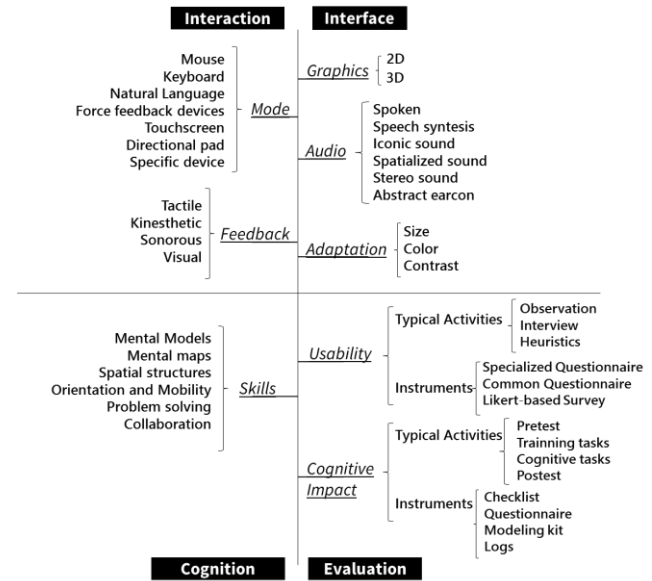 Interaction
Interface
Mouse
Keyboard
Natural Language
Force feedback devices
Touchscreen
Directional pad
Specific device
Mode
Tactile
Kinesthetic
Sonorous
Visual
Feedback
Graphics
2D
3D
Audio
Spoken
Speech syntesis
Iconic sound
Spatialized sound
Stereo sound
Abstract earcon
Adaptation
Size
Color
Contrast
Mental Models
Mental maps
Spatial structures
Orientation and Mobility
Problem solving
Collaboration
Skills
Usability
Typical Activities
Observation
Interview
Heuristics
Instruments
Specialized Questionnaire
Common Questionnaire
Likert-based Survey
Cognitive
Impact
Typical Activities
Pretest
Trainning tasks
Cognitive tasks
Postest
Instruments
Checklist
Questionnaire
Modeling kit
Logs
Cognition
Evaluation